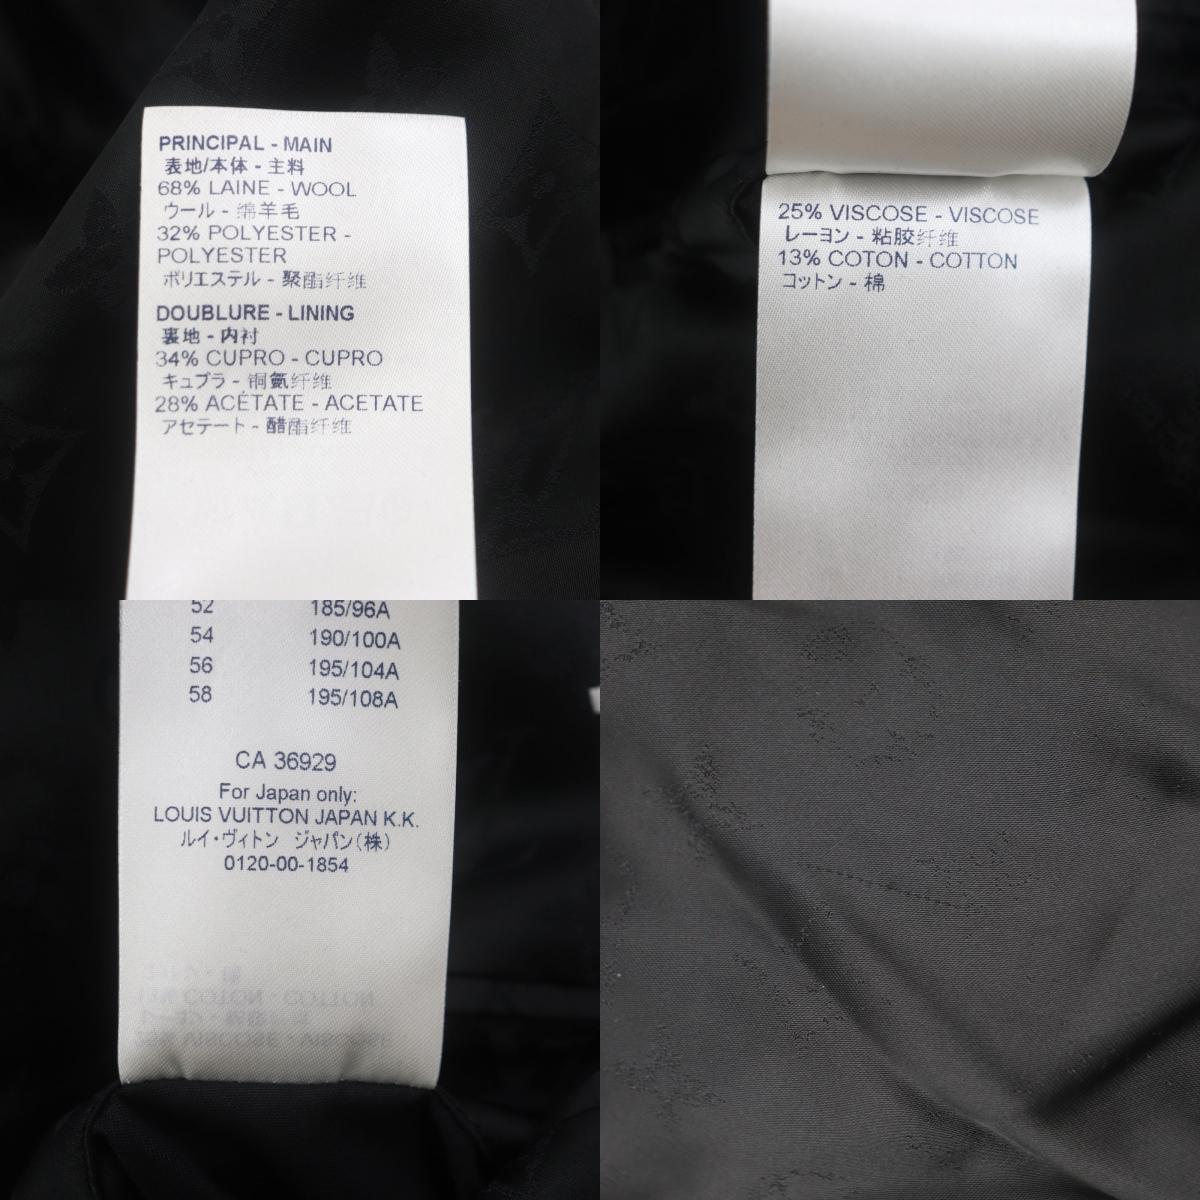 PRINCIPAL - MAIN
表地/本体 - 主料
68% LAINE - WOOL
ウール - 绵羊毛
32% POLYESTER -
POLYESTER
ポリエステル - 聚酯纤维
DOUBLURE - LINING
裏地 - 内衬
34% CUPRO - CUPRO
キュプラ - 铜氨纤维
28% ACÉTATE - ACETATE
アセテート - 醋酯纤维
25% VISCOSE - VISCOSE
レーヨン - 粘胶纤维
13% COTON - COTTON
コットン - 棉
52 185/96A
54 190/100A
56 195/104A
58 195/108A
CA 36929
For Japan only:
LOUIS VUITTON JAPAN K.K.
ルイ・ヴィトン ジャパン(株)
0120-00-1854